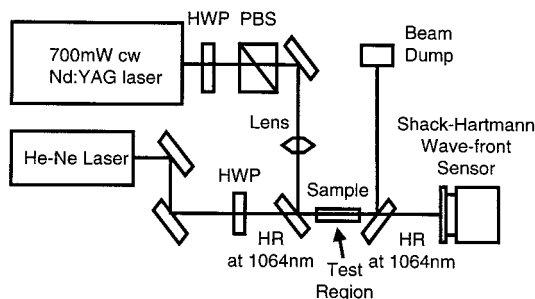 HWP PBS
700mW cw
Nd:YAG laser
Beam
Dump
Lens
Shack-Hartmann
Wave-front
Sensor
He-Ne Laser
HWP
Sample
HR
at 1064nm
Test
Region
HR
at 1064nm